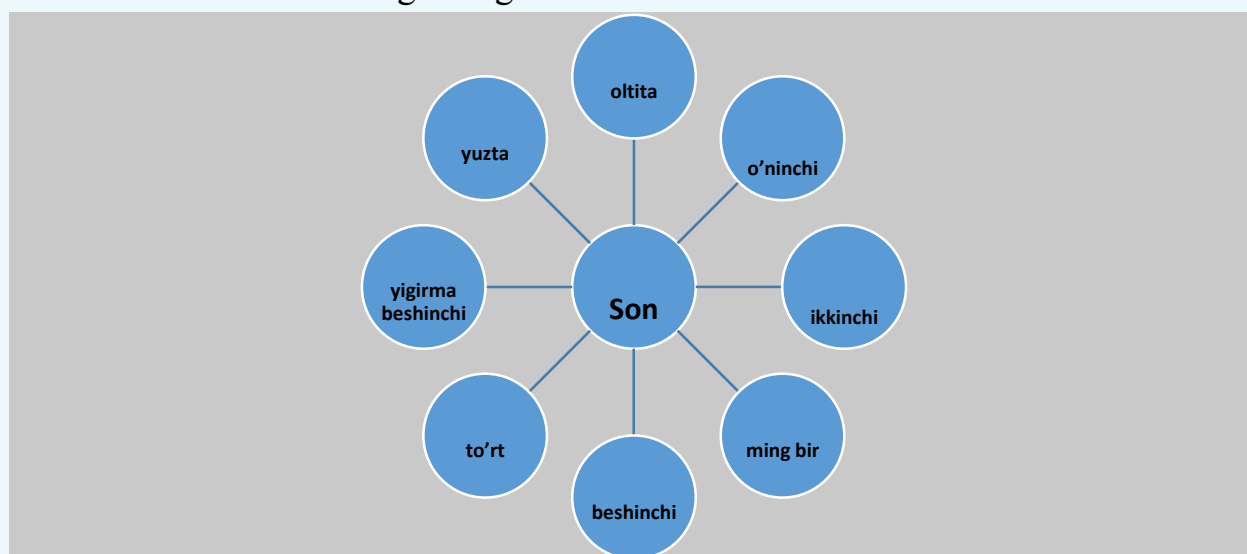 oltita
o'ninchi
ikkinchi
ming bir
beshinchi
to'rt
yigirma
beshinchi
yuzta
Son